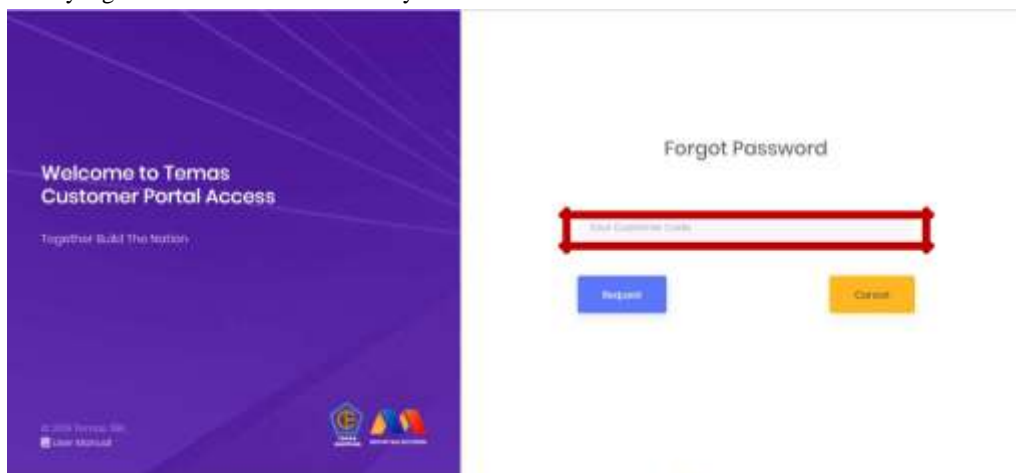 Welcome to Temas
Customer Portal Access
Together Build The Nation
User Manual
Forgot Password
Your Customer Code
Request
Cancel